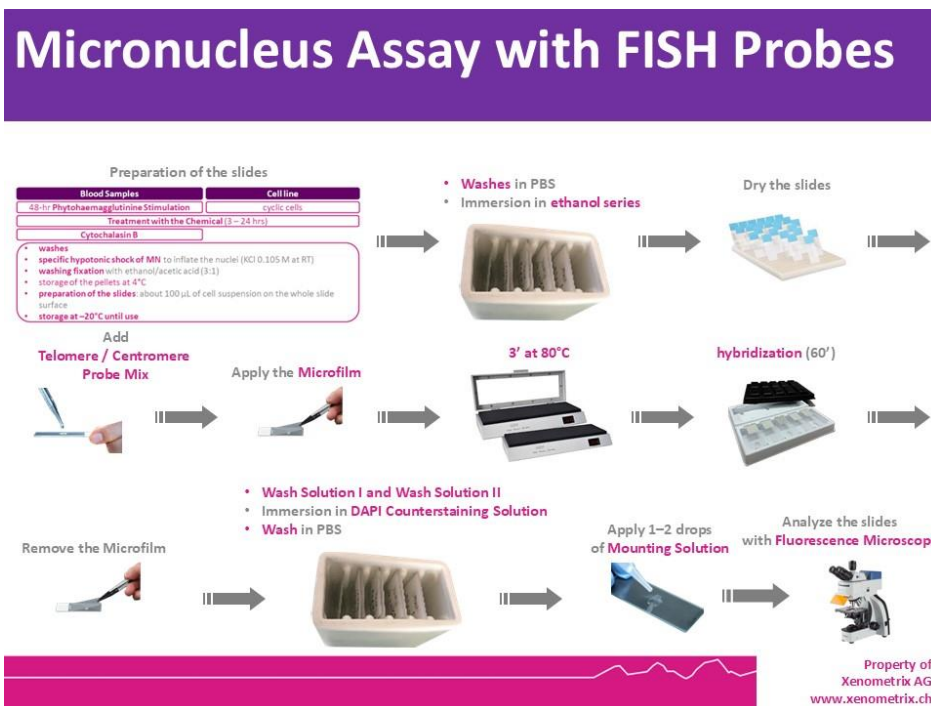 Micronucleus Assay with FISH Probes
Preparation of the slides
Blood Samples
Cell line
48-hr Phytohaemagglutinine Stimulation
cyclic cells
Treatment with the Chemical (3 – 24 hrs)
Cytochalasin B
• washes
• specific hypotonic shock of MN to inflate the nuclei (KCl 0.105 M at RT)
• washing fixation with ethanol/acetic acid (3:1)
• storage of the pellets at 4°C
• preparation of the slides: about 100 µL of cell suspension on the whole slide
surface
• storage at –20°C until use
• Washes in PBS
• Immersion in ethanol series
Dry the slides
Add
Telomere / Centromere
Probe Mix
Apply the Microfilm
3’ at 80°C
hybridization (60’)
Remove the Microfilm
• Wash Solution I and Wash Solution II
• Immersion in DAPI Counterstaining Solution
• Wash in PBS
Apply 1–2 drops
of Mounting Solution
Analyze the slides
with Fluorescence Microscop
Property of
Xenometrix AG
www.xenometrix.ch